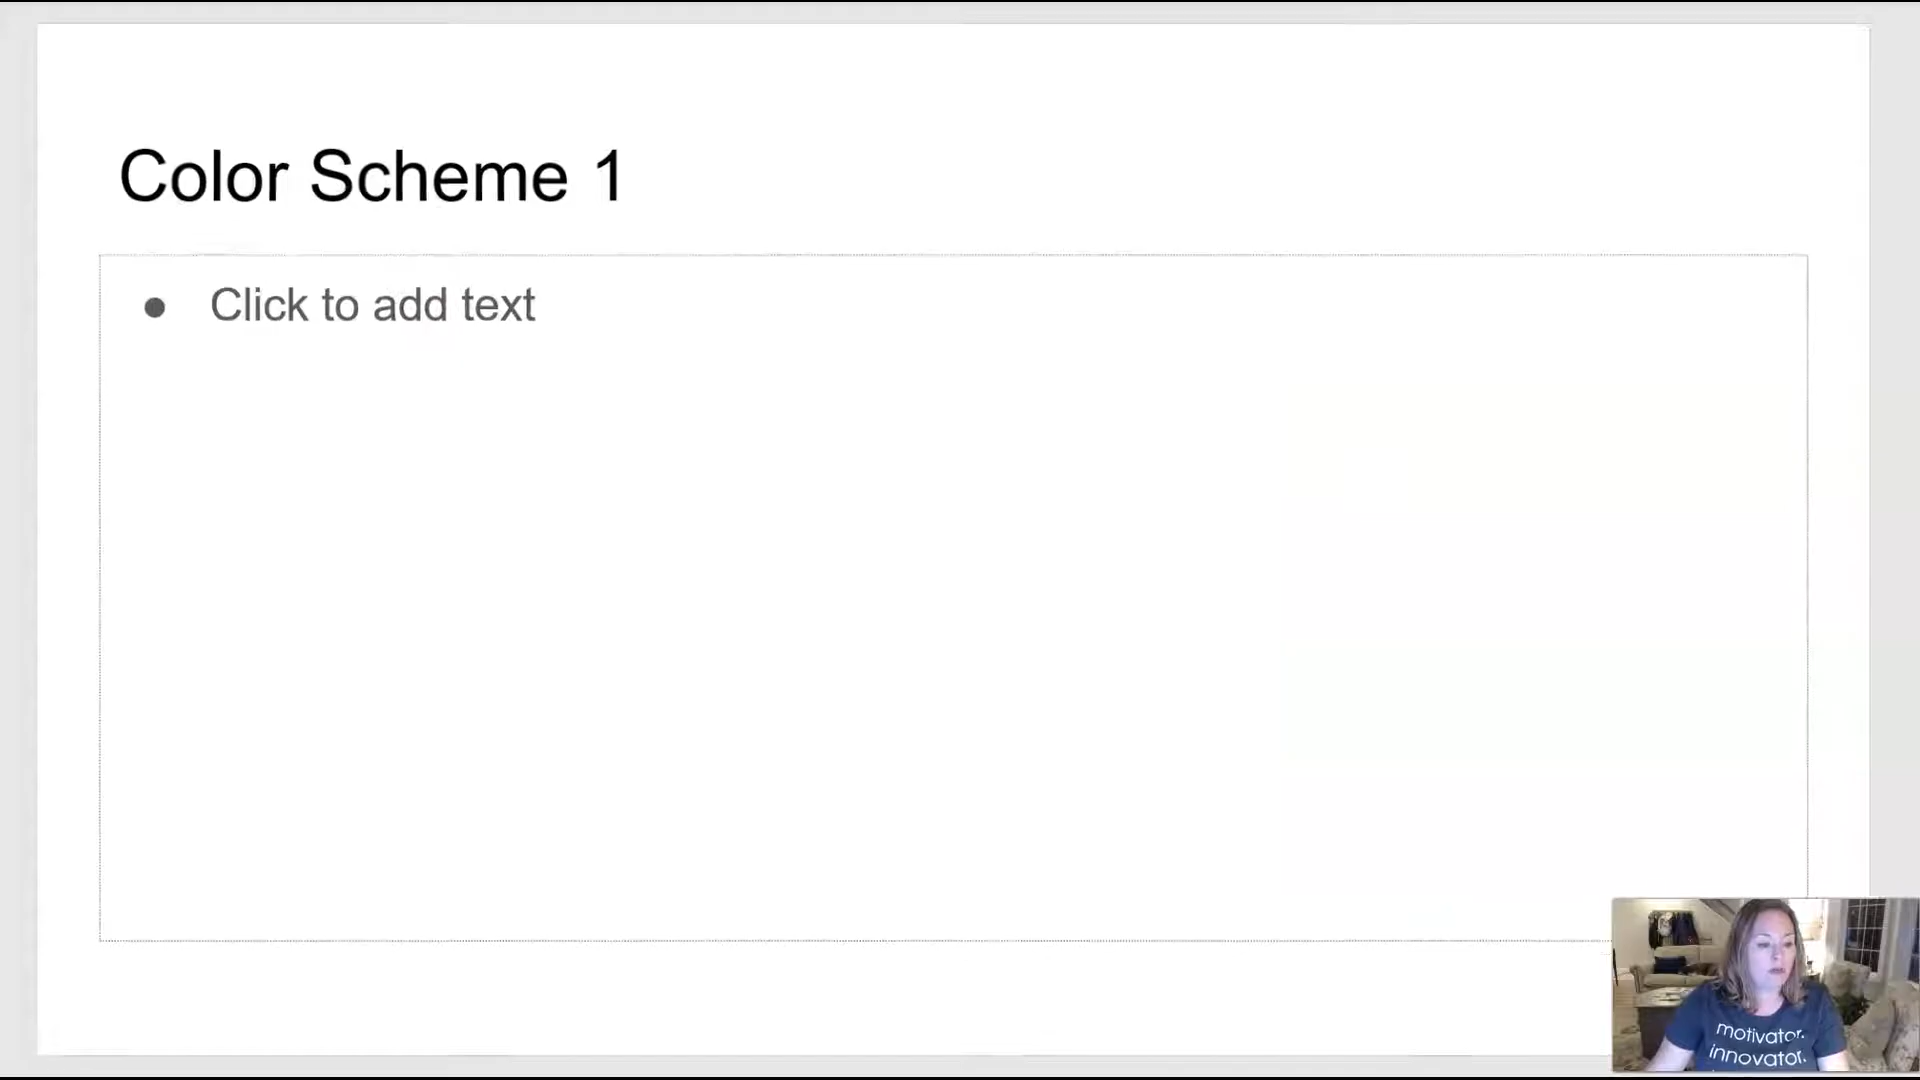 Color Scheme 1
● Click to add text
motivator.
innovator.